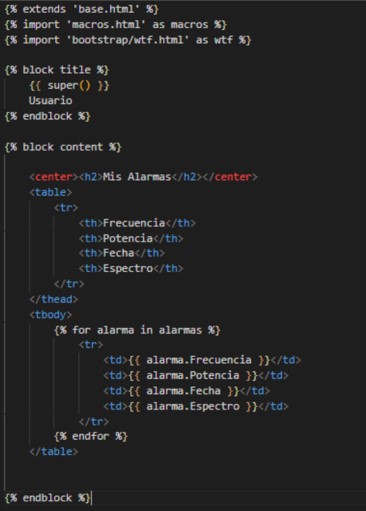 {% extends 'base.html' %}
{% import 'macros.html' as macros %}
{% import 'bootstrap/wtf.html' as wtf %}
{% block title %}
{{ super() }}
Usuario
{% endblock %}
{% block content %}
<center><h2>Mis Alarmas</h2></center>
<table>
<tr>
<th>Frecuencia</th>
<th>Potencia</th>
<th>Fecha</th>
<th>Espectro</th>
</tr>
</thead>
<tbody>
{% for alarma in alarmas %}
<tr>
<td>{{ alarma.Frecuencia }}</td>
<td>{{ alarma.Potencia }}</td>
<td>{{ alarma.Fecha }}</td>
<td>{{ alarma.Espectro }}</td>
</tr>
{% endfor %}
</table>
{% endblock %}